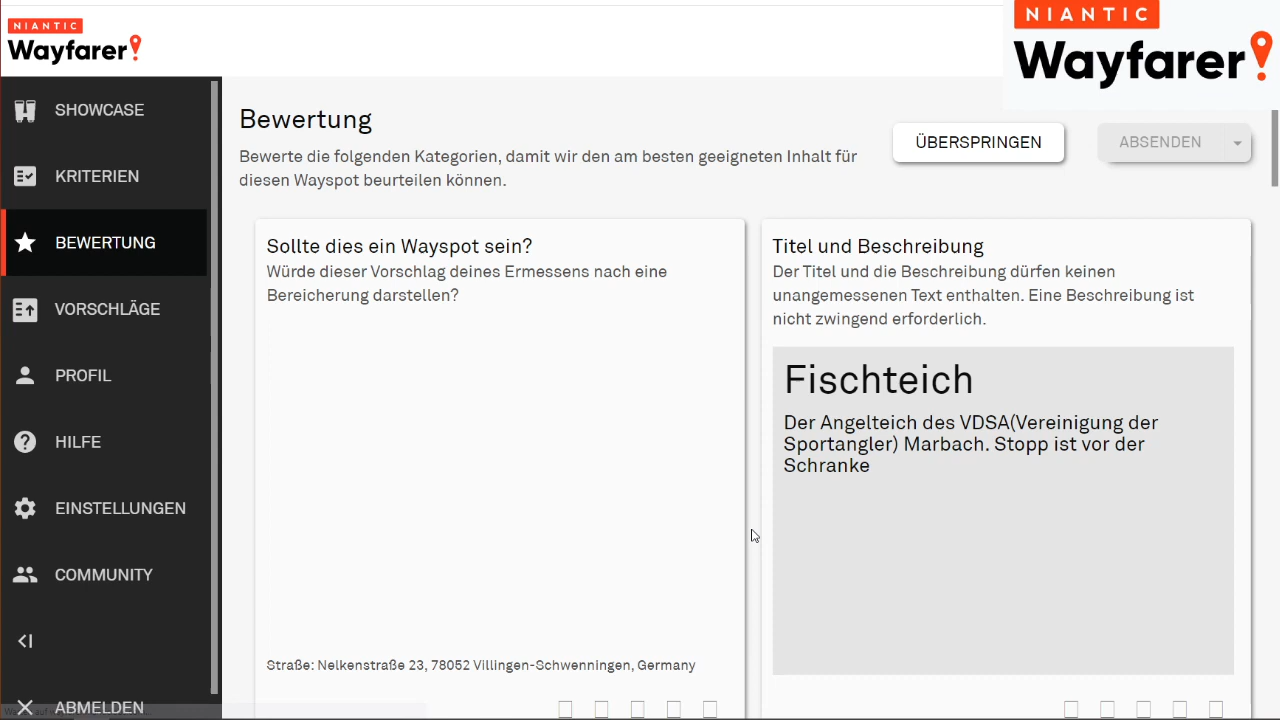 NIANTIC
Wayfarer
NIANTIC
Wayfarer
SHOWCASE
KRITERIEN
BEWERTUNG
VORSCHLÄGE
PROFIL
HILFE
EINSTELLUNGEN
COMMUNITY
ABMELDEN
Bewertung
Bewerte die folgenden Kategorien, damit wir den am besten geeigneten Inhalt für
diesen Wayspot beurteilen können.
ÜBERSPRINGEN
ABSENDEN
Sollte dies ein Wayspot sein?
Würde dieser Vorschlag deines Ermessens nach eine
Bereicherung darstellen?
Straße: Nelkenstraße 23, 78052 Villingen-Schwenningen, Germany
Titel und Beschreibung
Der Titel und die Beschreibung dürfen keinen
unangemessenen Text enthalten. Eine Beschreibung ist
nicht zwingend erforderlich.
Fischteich
Der Angelteich des VDSA(Vereinigung der
Sportangler) Marbach. Stopp ist vor der
Schranke